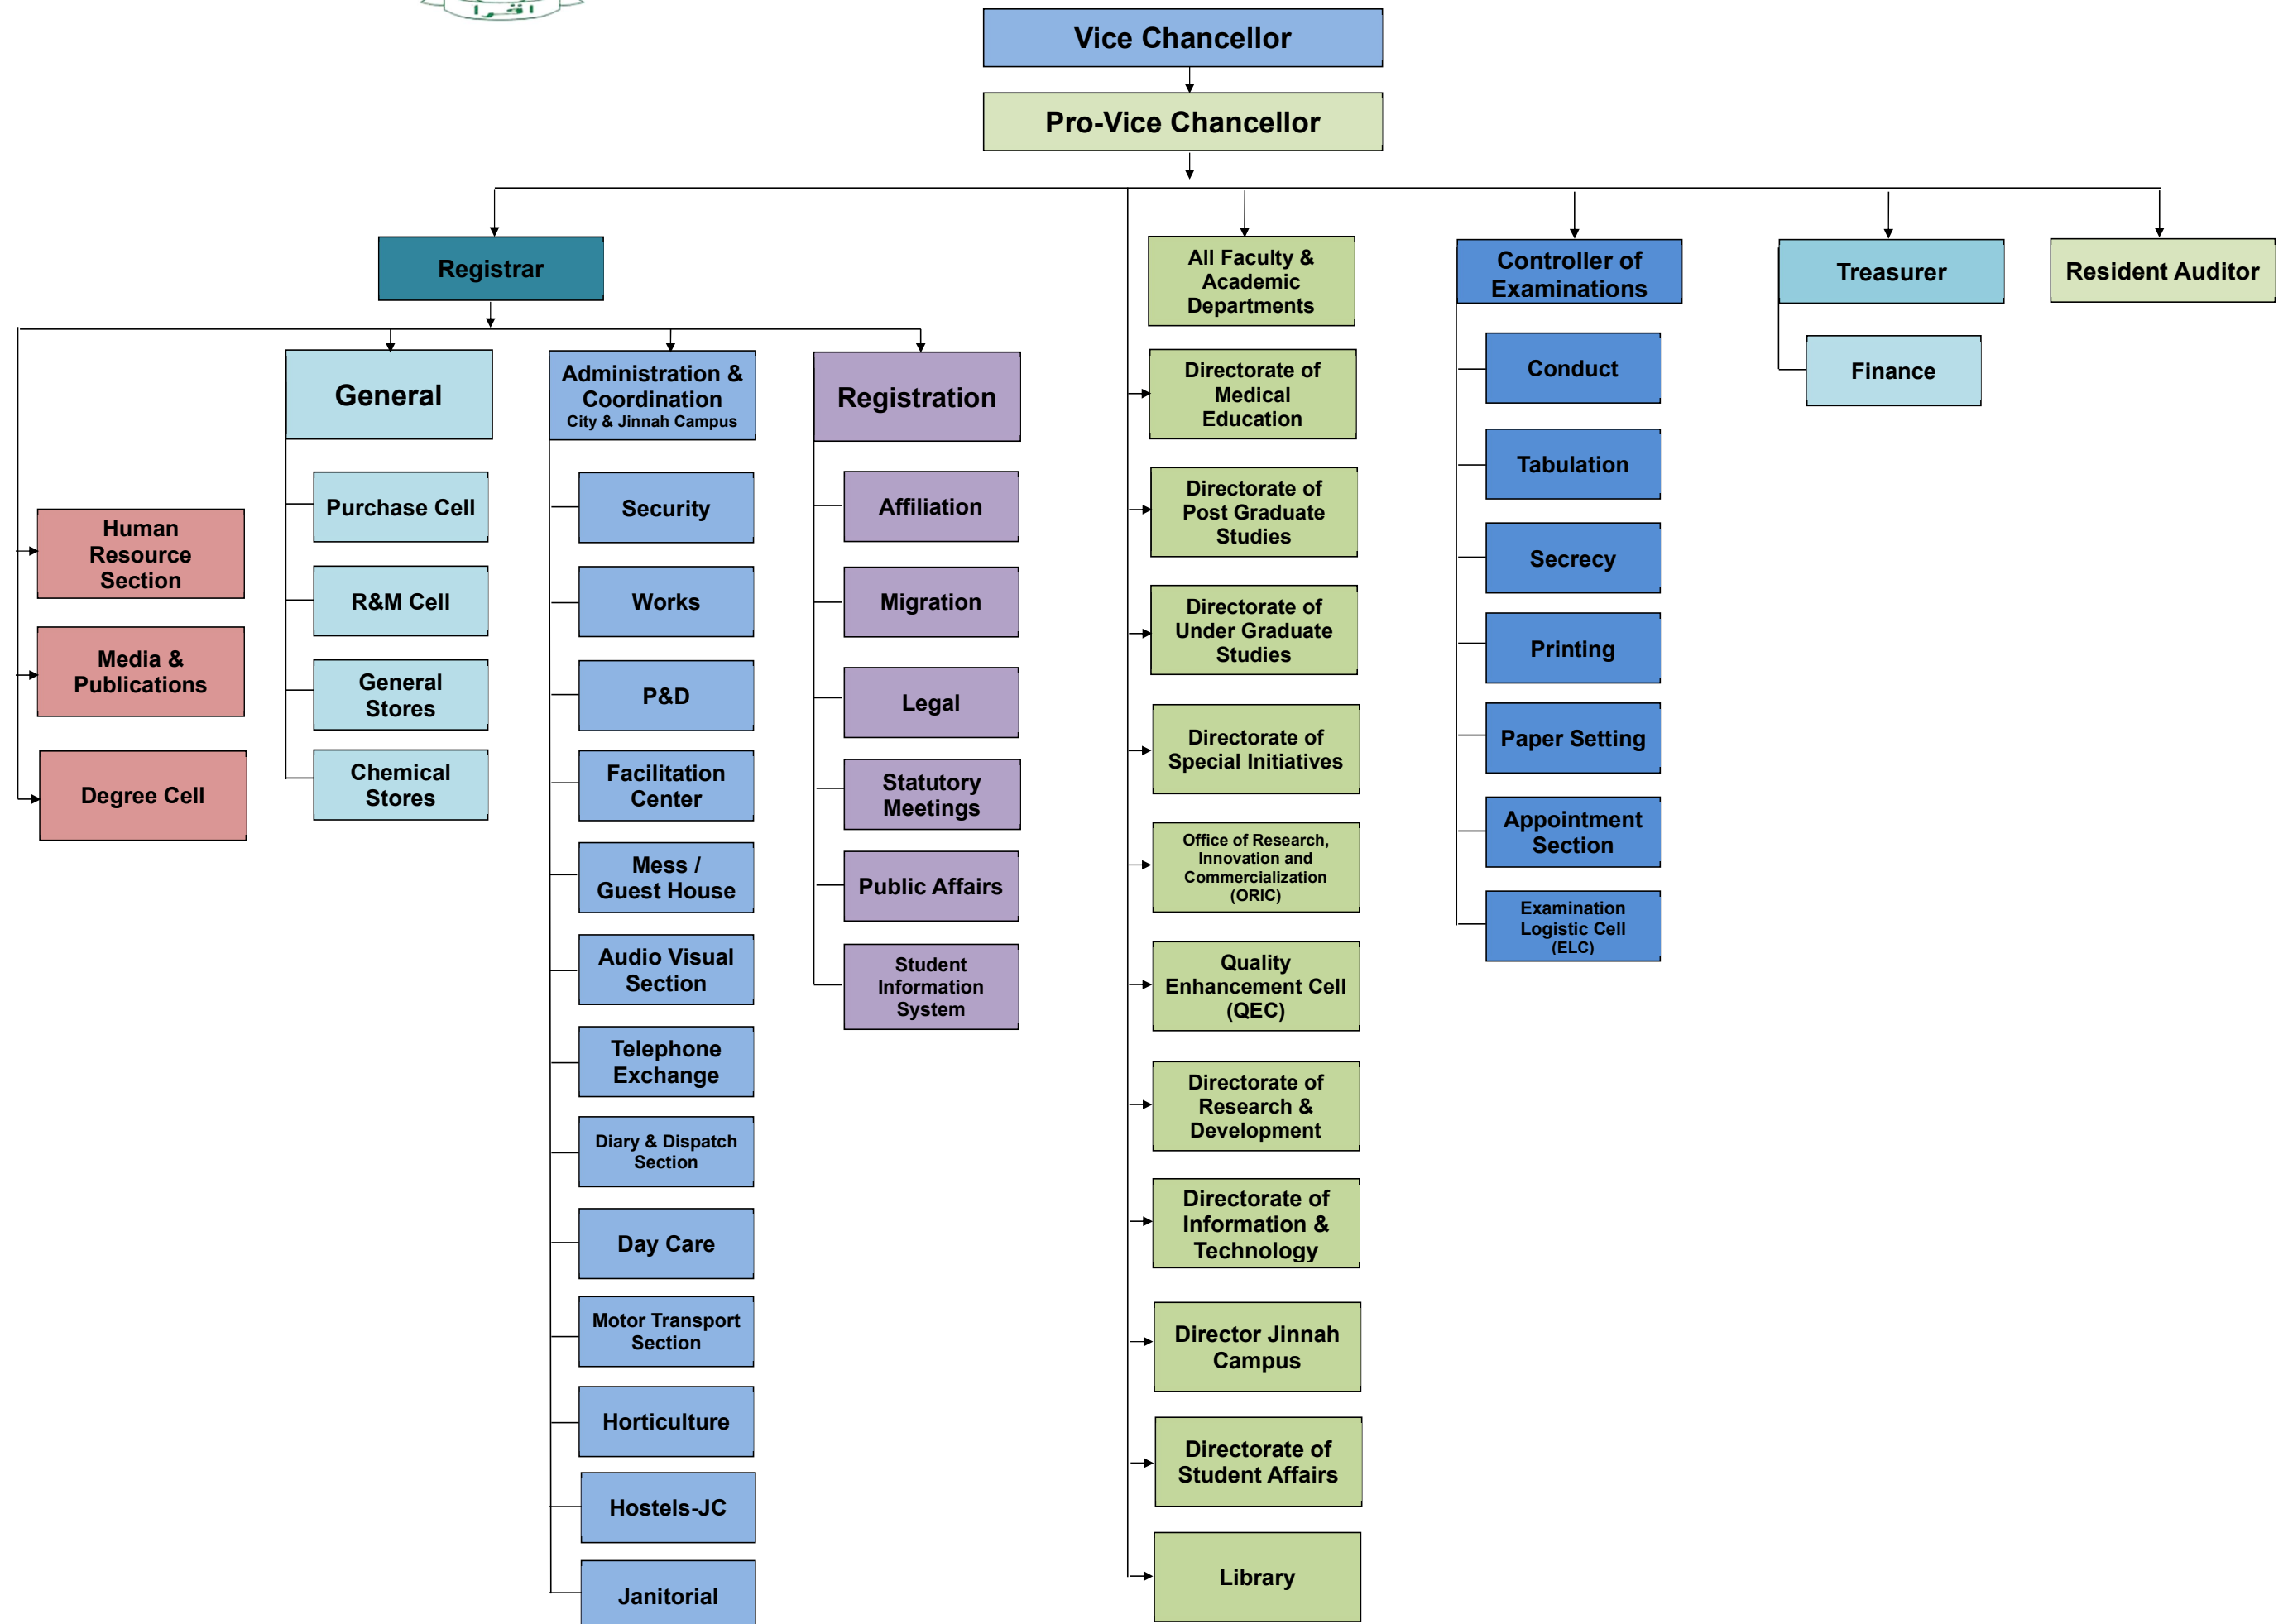 اقرا
Vice Chancellor
Pro-Vice Chancellor
Registrar
All Faculty &
Academic
Departments
Controller of
Examinations
Treasurer
Resident Auditor
General
Administration &
Coordination
City & Jinnah Campus
Registration
Human
Resource
Section
Media &
Publications
Degree Cell
Purchase Cell
R&M Cell
General
Stores
Chemical
Stores
Security
Works
P&D
Facilitation
Center
Mess /
Guest House
Audio Visual
Section
Telephone
Exchange
Diary & Dispatch
Section
Day Care
Motor Transport
Section
Horticulture
Hostels-JC
Janitorial
Affiliation
Migration
Legal
Statutory
Meetings
Public Affairs
Student
Information
System
Directorate of
Medical
Education
Directorate of
Post Graduate
Studies
Directorate of
Under Graduate
Studies
Directorate of
Special Initiatives
Office of Research,
Innovation and
Commercialization
(ORIC)
Quality
Enhancement Cell
(QEC)
Directorate of
Research &
Development
Directorate of
Information &
Technology
Director Jinnah
Campus
Directorate of
Student Affairs
Library
Conduct
Tabulation
Secrecy
Printing
Paper Setting
Appointment
Section
Examination
Logistic Cell
(ELC)
Finance